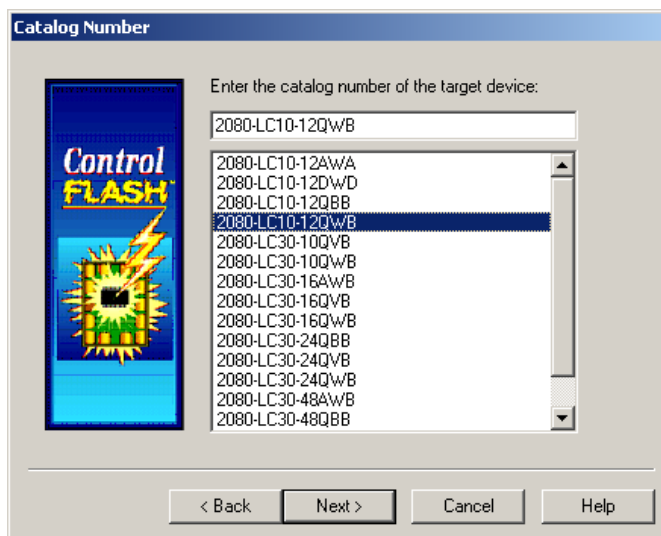 Catalog Number
Enter the catalog number of the target device:
2080-LC10-12QWB
Control
FLASH
2080-LC10-12AWA
2080-LC10-12DWD
2080-LC10-12QBB
2080-LC10-12QWB
2080-LC30-10QVB
2080-LC30-10QWB
2080-LC30-16AWB
2080-LC30-16QVB
2080-LC30-16QWB
2080-LC30-24QBB
2080-LC30-24QVB
2080-LC30-24QWB
2080-LC30-48AWB
2080-LC30-48QBB
< Back
Next >
Cancel
Help